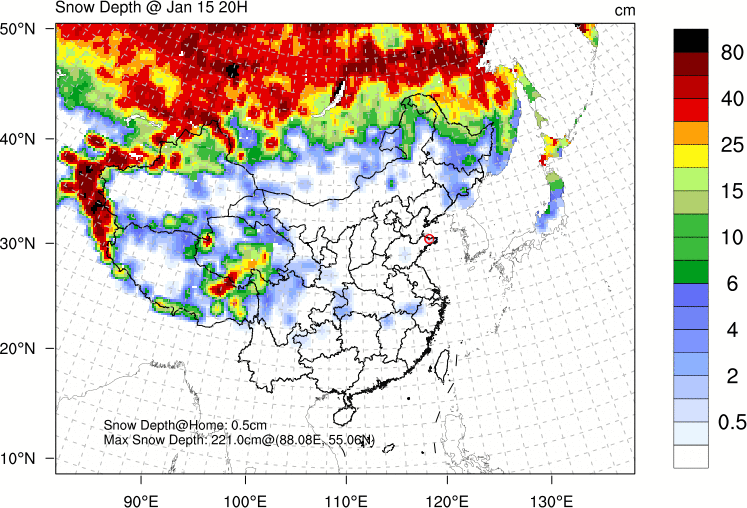 Snow Depth @ Jan 15 20H
cm
50°N
40°N
30°N
20°N
10°N
90°E
100°E
110°E
120°E
130°E
80
40
25
15
10
6
4
2
0.5
Snow Depth@Home: 0.5cm
Max Snow Depth: 221.0cm@(88.08E, 55.06N)